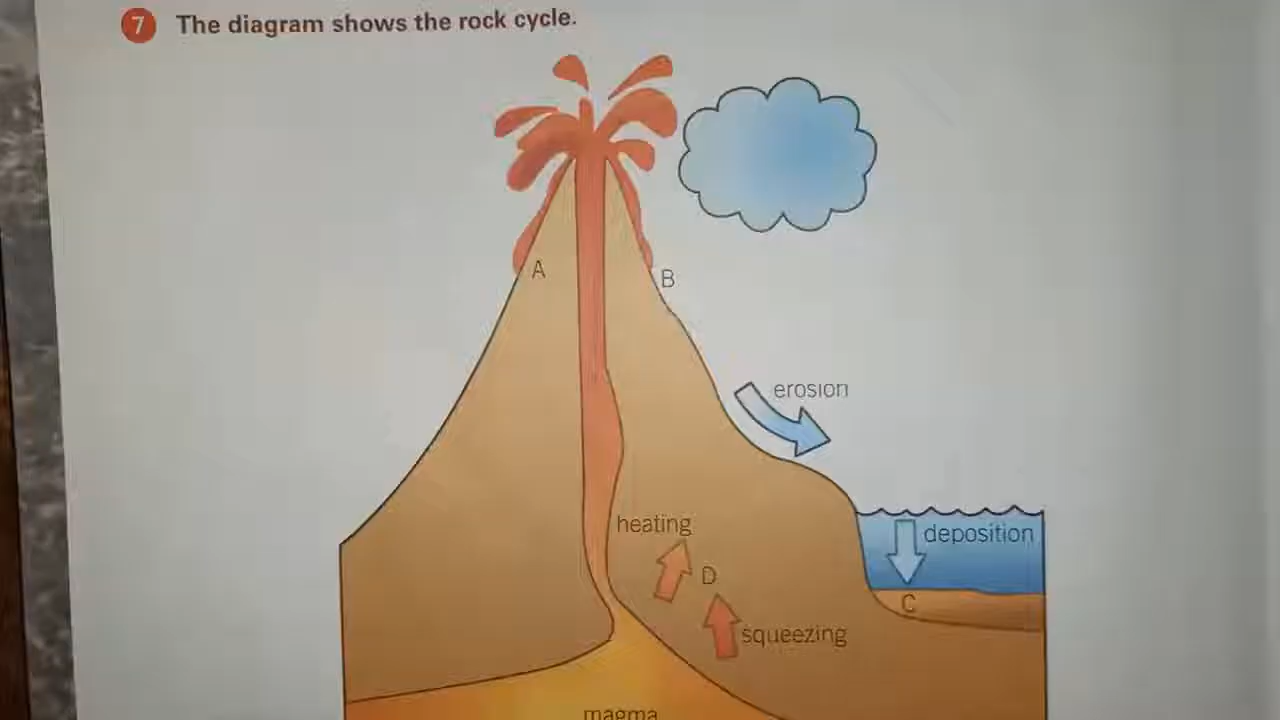 7 The diagram shows the rock cycle.
A
B
erosion
heating
deposition
D
C
squeezing
magma